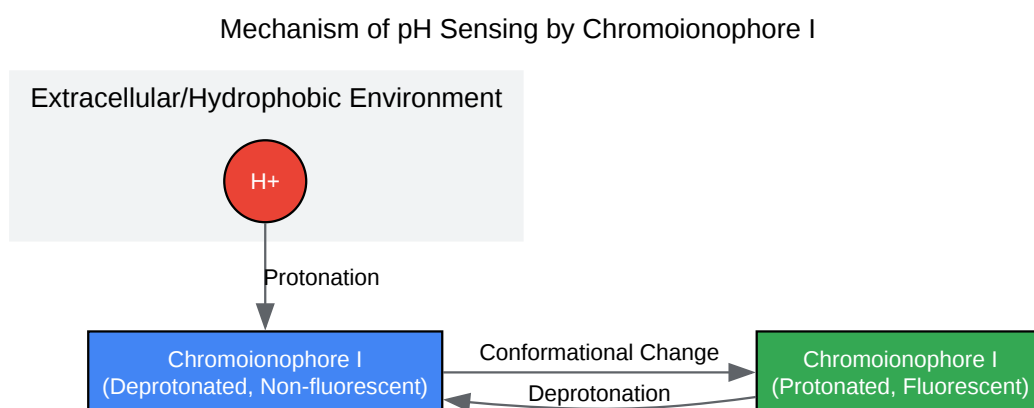 Mechanism of pH Sensing by Chromoionophore I
Extracellular/Hydrophobic Environment
H+
Protonation
Chromoionophore I
(Deprotonated, Non-fluorescent)
Conformational Change
Deprotonation
Chromoionophore I
(Protonated, Fluorescent)